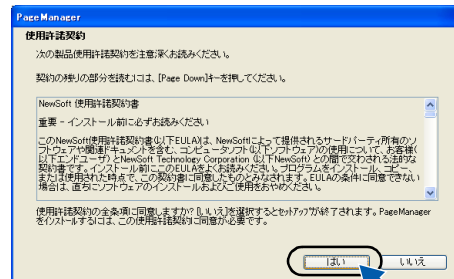 PageManager
使用許諾契約
次の製品使用許諾契約を注意深くお読みください。
契約の残りの部分を読むには、[Page Down]キーを押してください。
NewSoft 使用許諾契約書
重要 - インストール前に必ずお読みください
このNewSoft使用許諾契約書(以下EULA)は、NewSoftによって提供されるサードパーティ所有のソ
フトウェアや関連ドキュメントを含む、コンピュータソフト(以下ソフトウェア)の使用について、お客様(
以下エンドユーザ)とNewSoft Technology Corporation (以下NewSoft) との間で交わされる法的な
契約書です。インストール前にこのEULAをよくお読みください。プログラムをインストール、コピー、
または使用された時点で、この契約書に同意したものとみなされます。EULAの条件に同意できない
場合は、直ちにソフトウェアのインストールおよびご使用をおやめください。
使用許諾契約の全条項に同意しますか? [いいえ]を選択するとセットアップが終了されます。PageManager
をインストールするには、この使用許諾契約に同意が必要です。
はい
いいえ